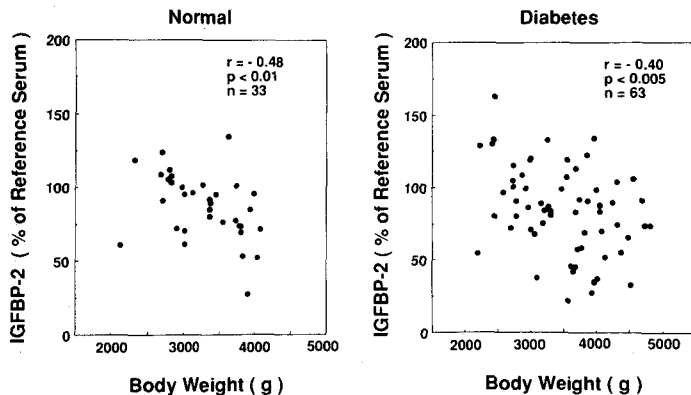 Normal
Diabetes
IGFBP-2 ( % of Reference Serum )
200
150
100
50
0
r = - 0.48
p < 0.01
n = 33
2000
3000
4000
5000
Body Weight ( g )
IGFBP-2 ( % of Reference Serum )
200
150
100
50
0
r = - 0.40
p < 0.005
n = 63
2000
3000
4000
5000
Body Weight ( g )